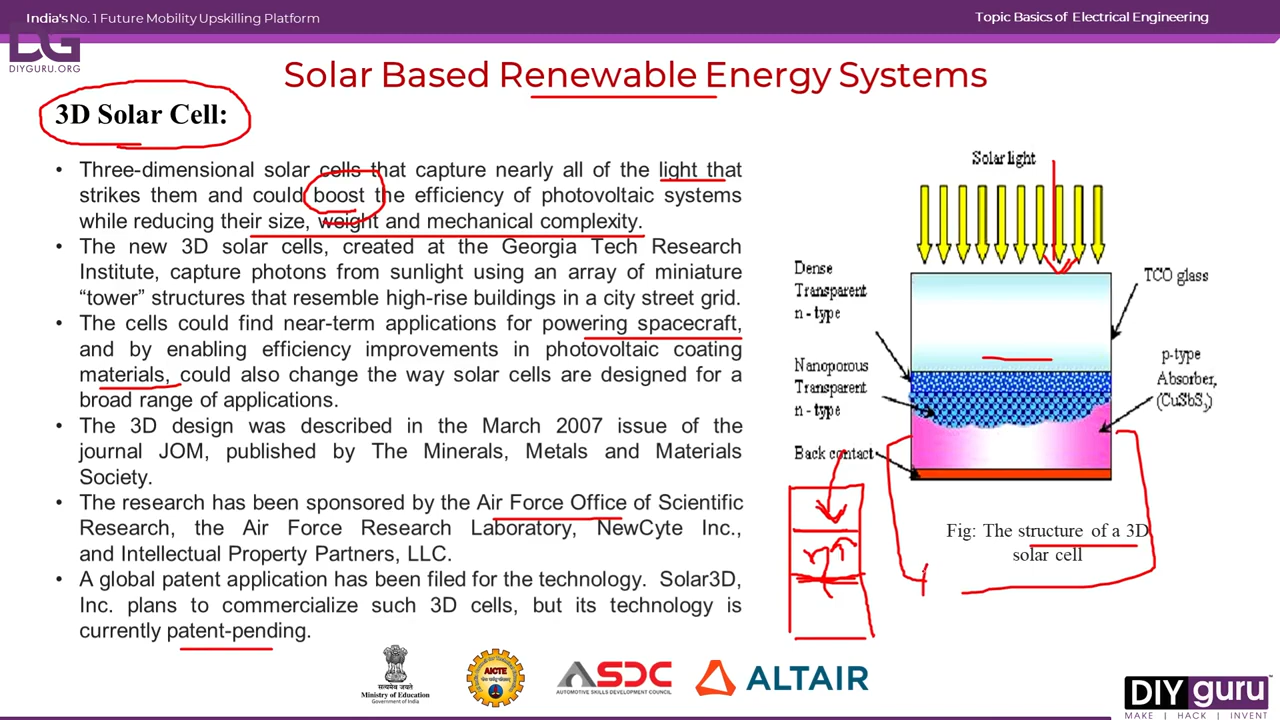 India's No. 1 Future Mobility Upskilling Platform
Topic Basics of Electrical Engineering
DG
DIYGURU.ORG
Solar Based Renewable Energy Systems
3D Solar Cell:
• Three-dimensional solar cells that capture nearly all of the light that
strikes them and could boost the efficiency of photovoltaic systems
while reducing their size, weight and mechanical complexity.
• The new 3D solar cells, created at the Georgia Tech Research
Institute, capture photons from sunlight using an array of miniature
“tower” structures that resemble high-rise buildings in a city street grid.
• The cells could find near-term applications for powering spacecraft,
and by enabling efficiency improvements in photovoltaic coating
materials, could also change the way solar cells are designed for a
broad range of applications.
• The 3D design was described in the March 2007 issue of the
journal JOM, published by The Minerals, Metals and Materials
Society.
• The research has been sponsored by the Air Force Office of Scientific
Research, the Air Force Research Laboratory, NewCyte Inc.,
and Intellectual Property Partners, LLC.
• A global patent application has been filed for the technology. Solar3D,
Inc. plans to commercialize such 3D cells, but its technology is
currently patent-pending.
Solar light
Dense
Transparent
n - type
TCO glass
Nanoporous
Transparent
n - type
p-type
Absorber,
(CuSbS₂)
Back contact
Fig: The structure of a 3D
solar cell
सत्यमेव जयते
Ministry of Education
Government of India
AICTE
ASDC
AUTOMOTIVE SKILLS DEVELOPMENT COUNCIL
ALTAIR
DIY guru
MAKE | HACK | INVENT